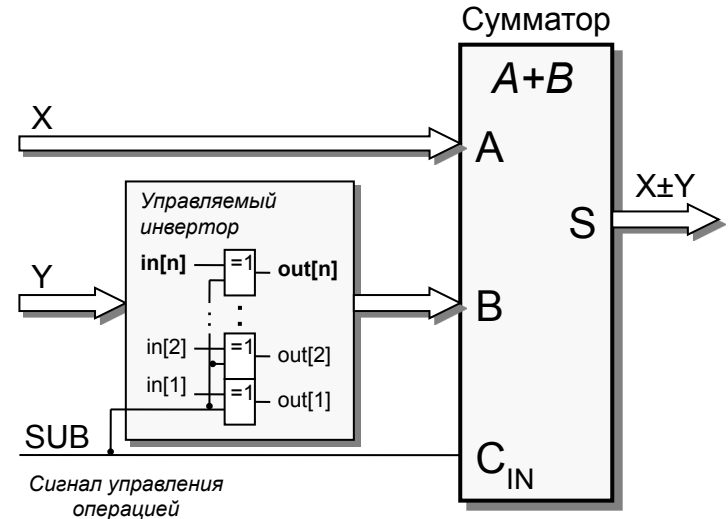 Сумматор
A+B
X
A
X±Y
Управляемый
инвертор
S
in[n]
=1
out[n]
Y
B
in[2]
=1
out[2]
in[1]
=1
out[1]
SUB
CIN
Сигнал управления
операцией